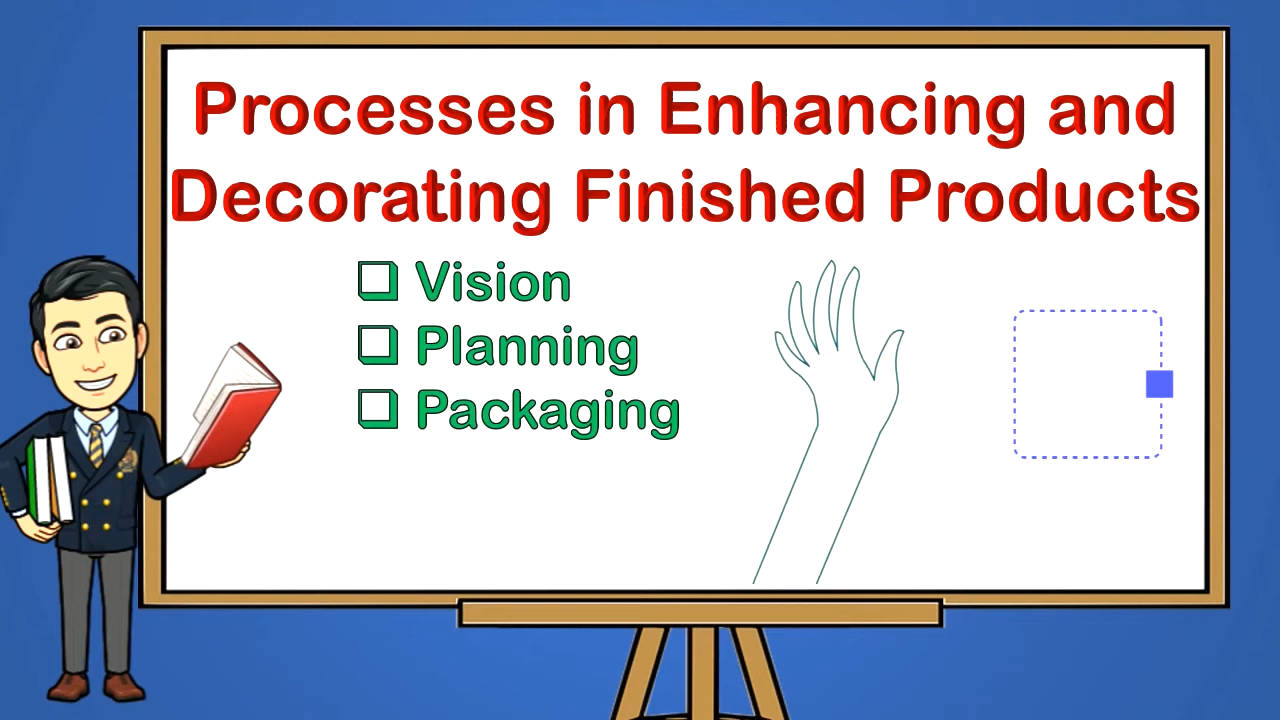 Processes in Enhancing and
Decorating Finished Products
❑ Vision
❑ Planning
❑ Packaging